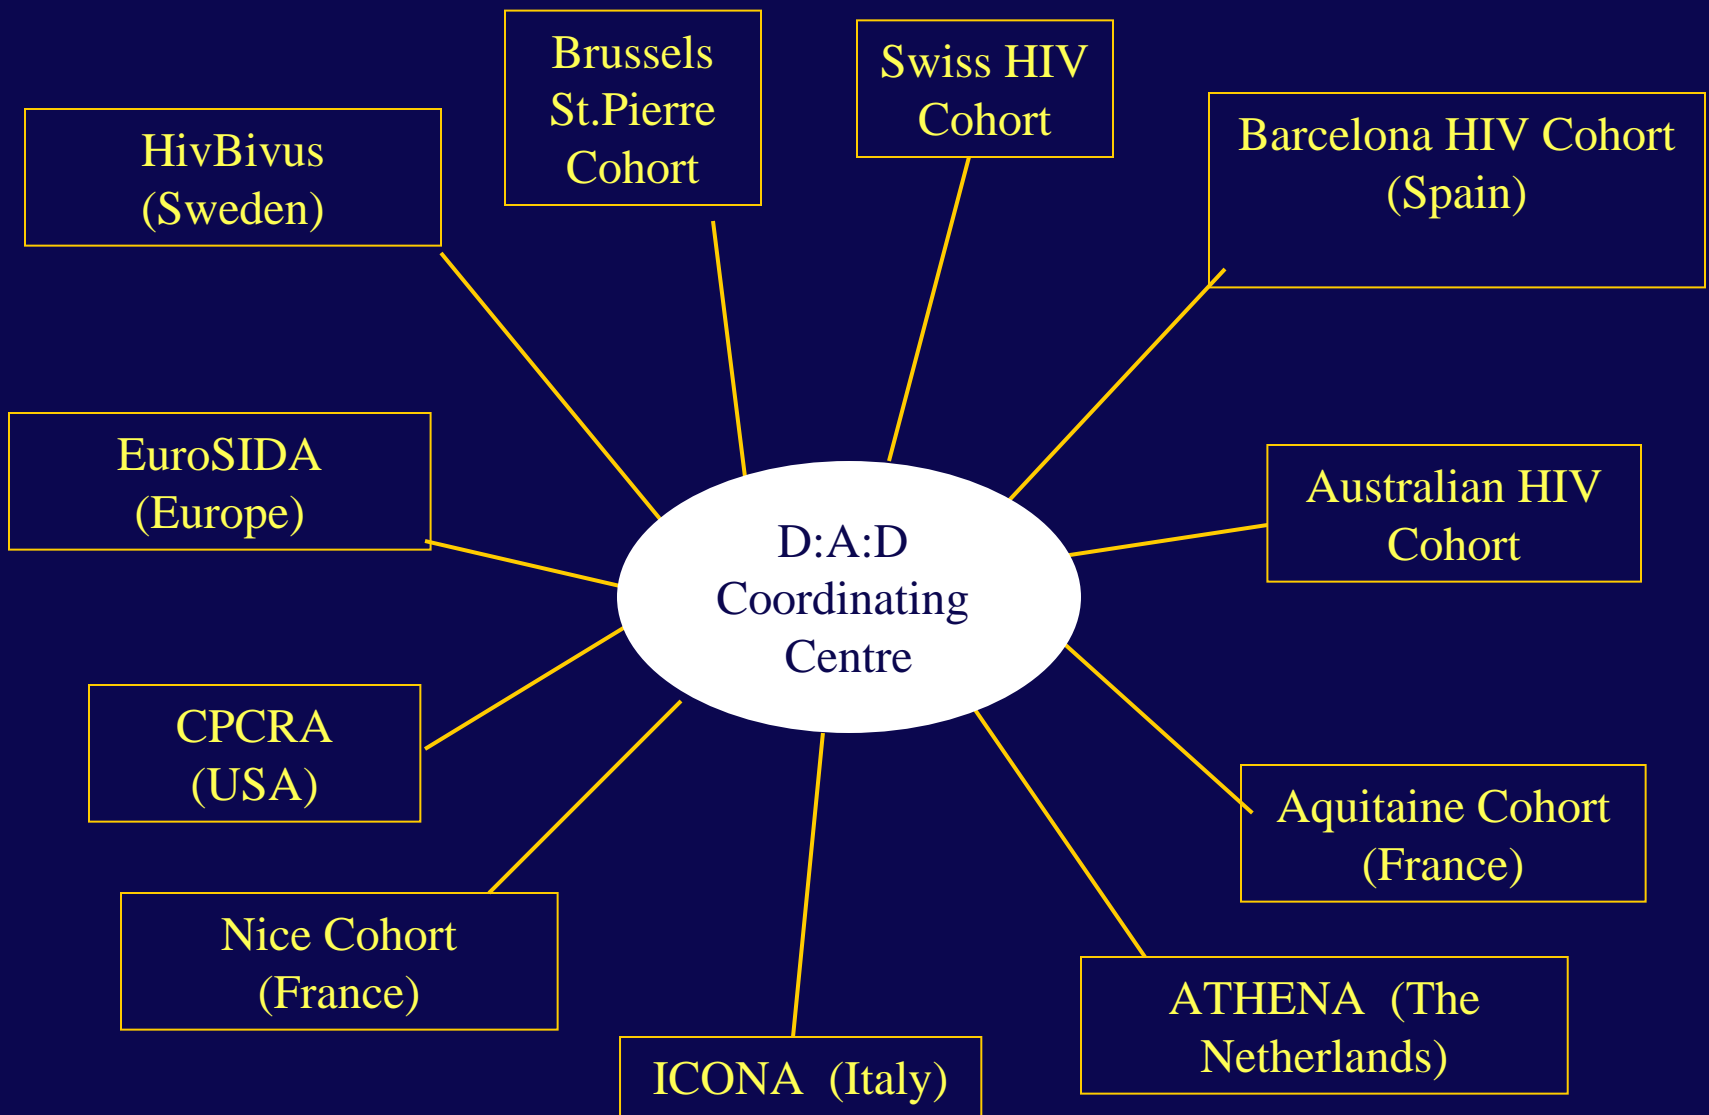 Brussels
St.Pierre
Cohort
Swiss HIV
Cohort
HivBivus
(Sweden)
Barcelona HIV Cohort
(Spain)
EuroSIDA
(Europe)
Australian HIV
Cohort
D:A:D
Coordinating
Centre
CPCRA
(USA)
Aquitaine Cohort
(France)
Nice Cohort
(France)
ATHENA (The
Netherlands)
ICONA (Italy)